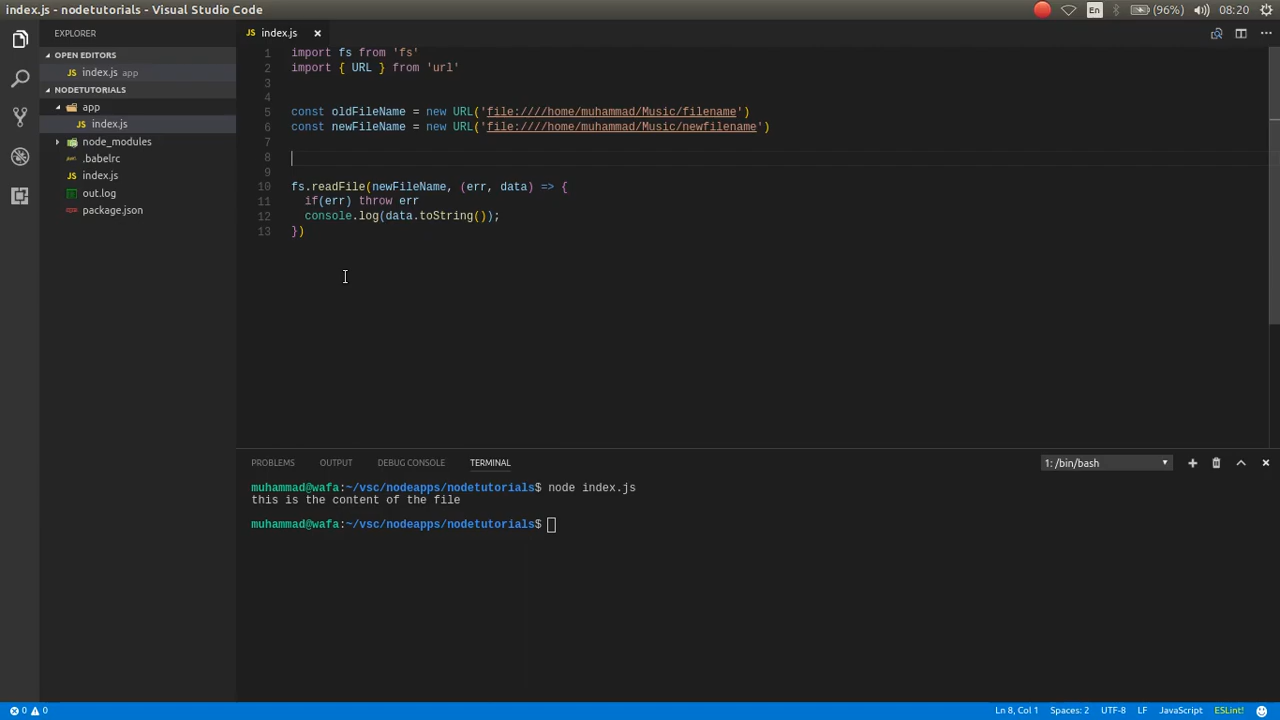 index.js - nodetutorials - Visual Studio Code
En
(96%)
08:20
EXPLORER
OPEN EDITORS
JS index.js app
NODETUTORIALS
app
JS index.js
node_modules
.babelrc
JS index.js
out.log
package.json
JS index.js
1 import fs from 'fs'
2 import { URL } from 'url'
3
4
5 const oldFileName = new URL('file:////home/muhammad/Music/filename')
6 const newFileName = new URL('file:////home/muhammad/Music/newfilename')
7
8
9
10 fs.readFile(newFileName, (err, data) => {
11 if(err) throw err
12 console.log(data.toString());
13 })
PROBLEMS
OUTPUT
DEBUG CONSOLE
TERMINAL
1: /bin/bash
muhammad@wafa:~/vsc/nodeapps/nodetutorials$ node index.js
this is the content of the file
muhammad@wafa:~/vsc/nodeapps/nodetutorials$
0 0
Ln 8, Col 1
Spaces: 2
UTF-8
LF
JavaScript
ESLint!